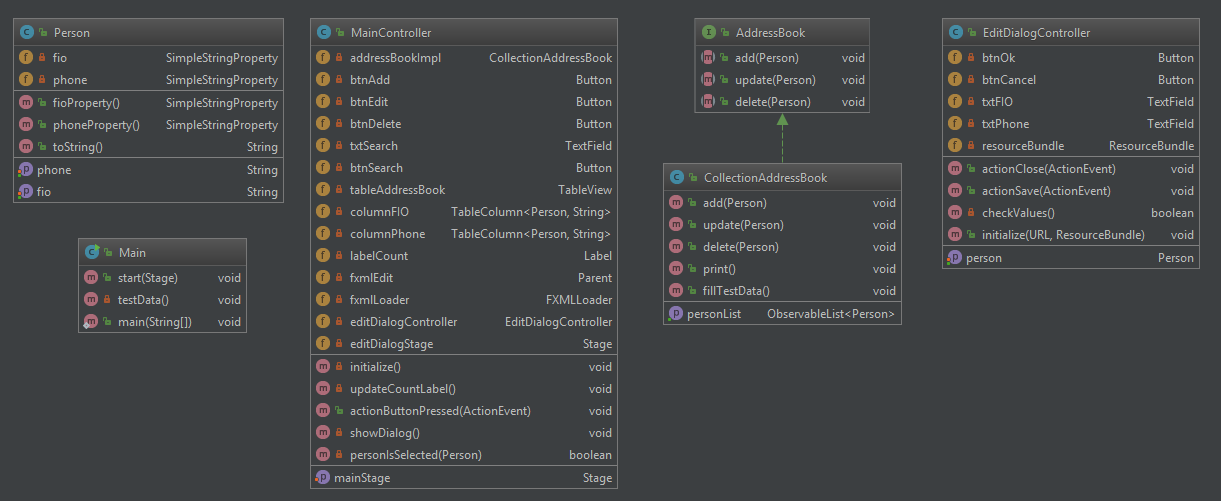 Person
fio SimpleStringProperty
phone SimpleStringProperty
fioProperty() SimpleStringProperty
phoneProperty() SimpleStringProperty
toString() String
phone String
fio String
Main
start(Stage) void
testData() void
main(String[]) void
MainController
addressBookImpl CollectionAddressBook
btnAdd Button
btnEdit Button
btnDelete Button
txtSearch TextField
btnSearch Button
tableAddressBook TableView
columnFIO TableColumn<Person, String>
columnPhone TableColumn<Person, String>
labelCount Label
fxmlEdit Parent
fxmlLoader FXMLLoader
editDialogController EditDialogController
editDialogStage Stage
initialize() void
updateCountLabel() void
actionButtonPressed(ActionEvent) void
showDialog() void
personIsSelected(Person) boolean
mainStage Stage
AddressBook
add(Person) void
update(Person) void
delete(Person) void
CollectionAddressBook
add(Person) void
update(Person) void
delete(Person) void
print() void
fillTestData() void
personList ObservableList<Person>
EditDialogController
btnOk Button
btnCancel Button
txtFIO TextField
txtPhone TextField
resourceBundle ResourceBundle
actionClose(ActionEvent) void
actionSave(ActionEvent) void
checkValues() boolean
initialize(URL, ResourceBundle) void
person Person